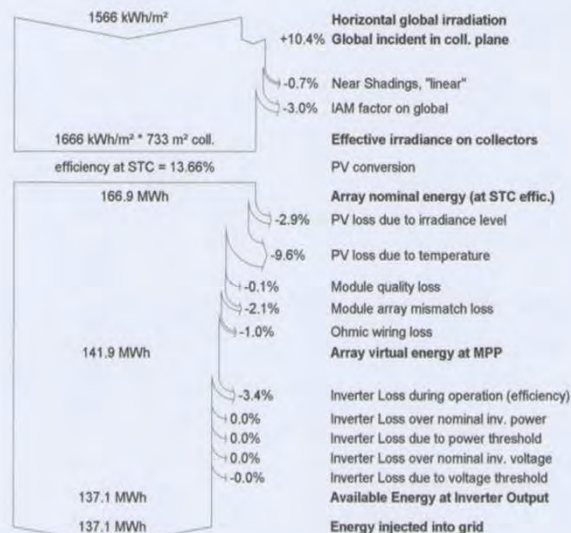 1566 kWh/m² Horizontal global irradiation
+10.4% Global incident in coll. plane
-0.7% Near Shadings, "linear"
-3.0% IAM factor on global
1666 kWh/m² * 733 m² coll. Effective irradiance on collectors
efficiency at STC = 13.66% PV conversion
166.9 MWh Array nominal energy (at STC effic.)
-2.9% PV loss due to irradiance level
-9.6% PV loss due to temperature
-0.1% Module quality loss
-2.1% Module array mismatch loss
-1.0% Ohmic wiring loss
141.9 MWh Array virtual energy at MPP
-3.4% Inverter Loss during operation (efficiency)
0.0% Inverter Loss over nominal inv. power
0.0% Inverter Loss due to power threshold
0.0% Inverter Loss over nominal inv. voltage
-0.0% Inverter Loss due to voltage threshold
137.1 MWh Available Energy at Inverter Output
137.1 MWh Energy injected into grid